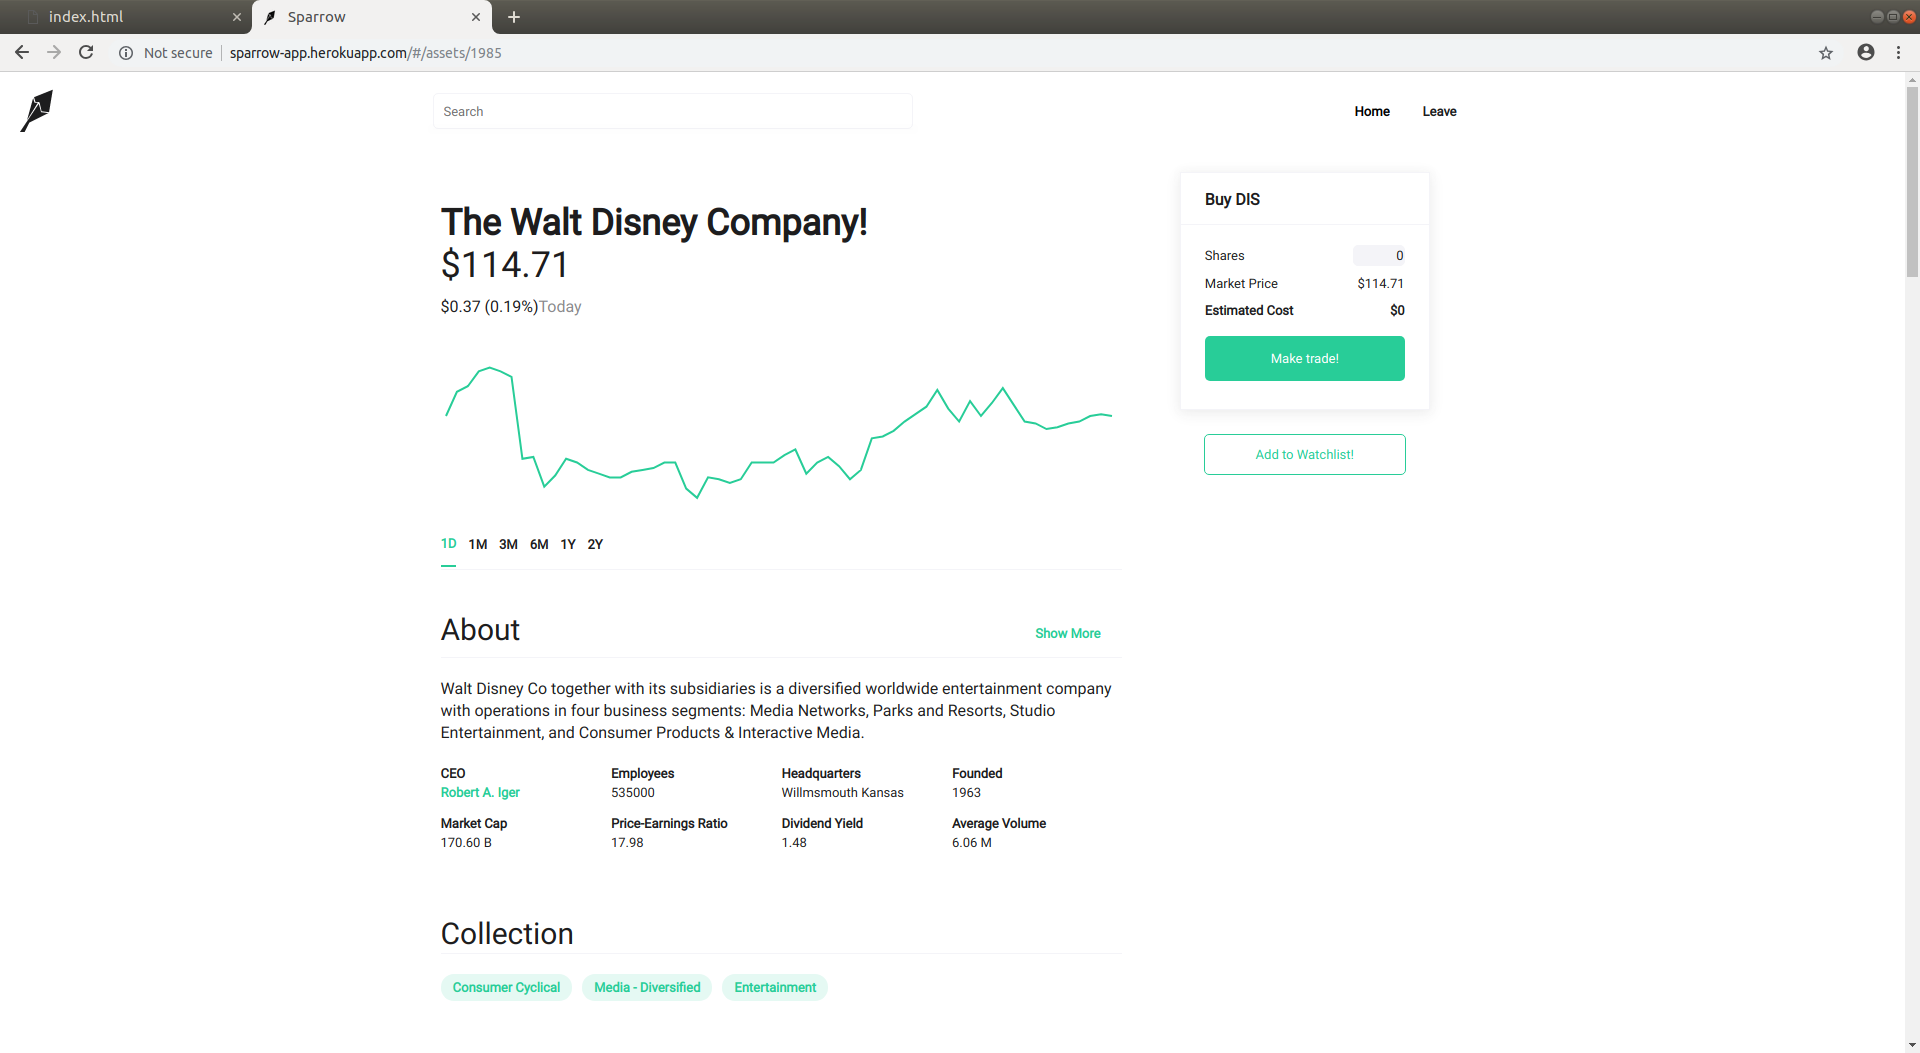 index.html
Sparrow
Not secure
sparrow-app.herokuapp.com/#/assets/1985
Search
Home
Leave
The Walt Disney Company!
$114.71
$0.37 (0.19%)Today
Buy DIS
Shares 0
Market Price $114.71
Estimated Cost $0
Make trade!
Add to Watchlist!
1D 1M 3M 6M 1Y 2Y
About
Show More
Walt Disney Co together with its subsidiaries is a diversified worldwide entertainment company
with operations in four business segments: Media Networks, Parks and Resorts, Studio
Entertainment, and Consumer Products & Interactive Media.
CEO Employees Headquarters Founded
Robert A. Iger 535000 Willmsmouth Kansas 1963
Market Cap Price-Earnings Ratio Dividend Yield Average Volume
170.60 B 17.98 1.48 6.06 M
Collection
Consumer Cyclical Media - Diversified Entertainment